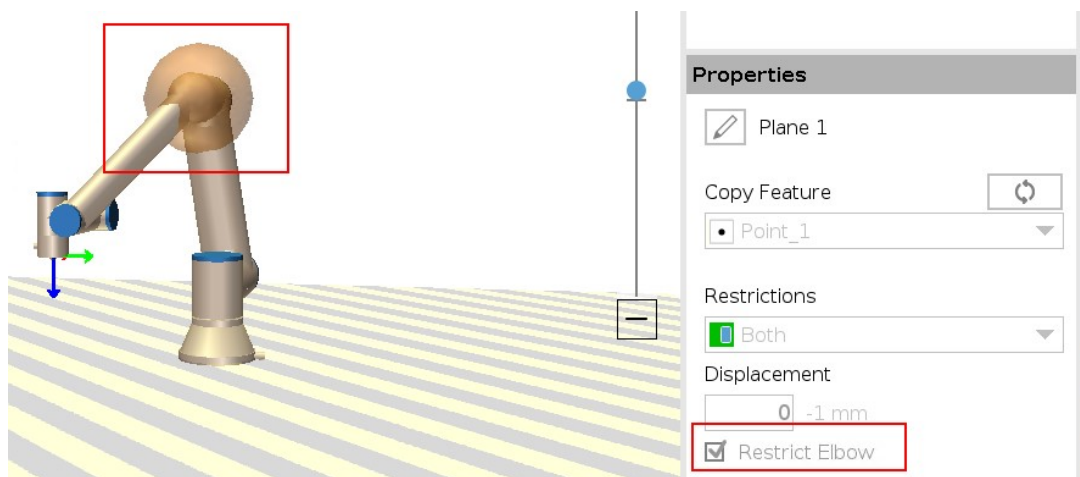 Properties
Plane 1
Copy Feature
Point_1
Restrictions
Both
Displacement
0 -1 mm
Restrict Elbow